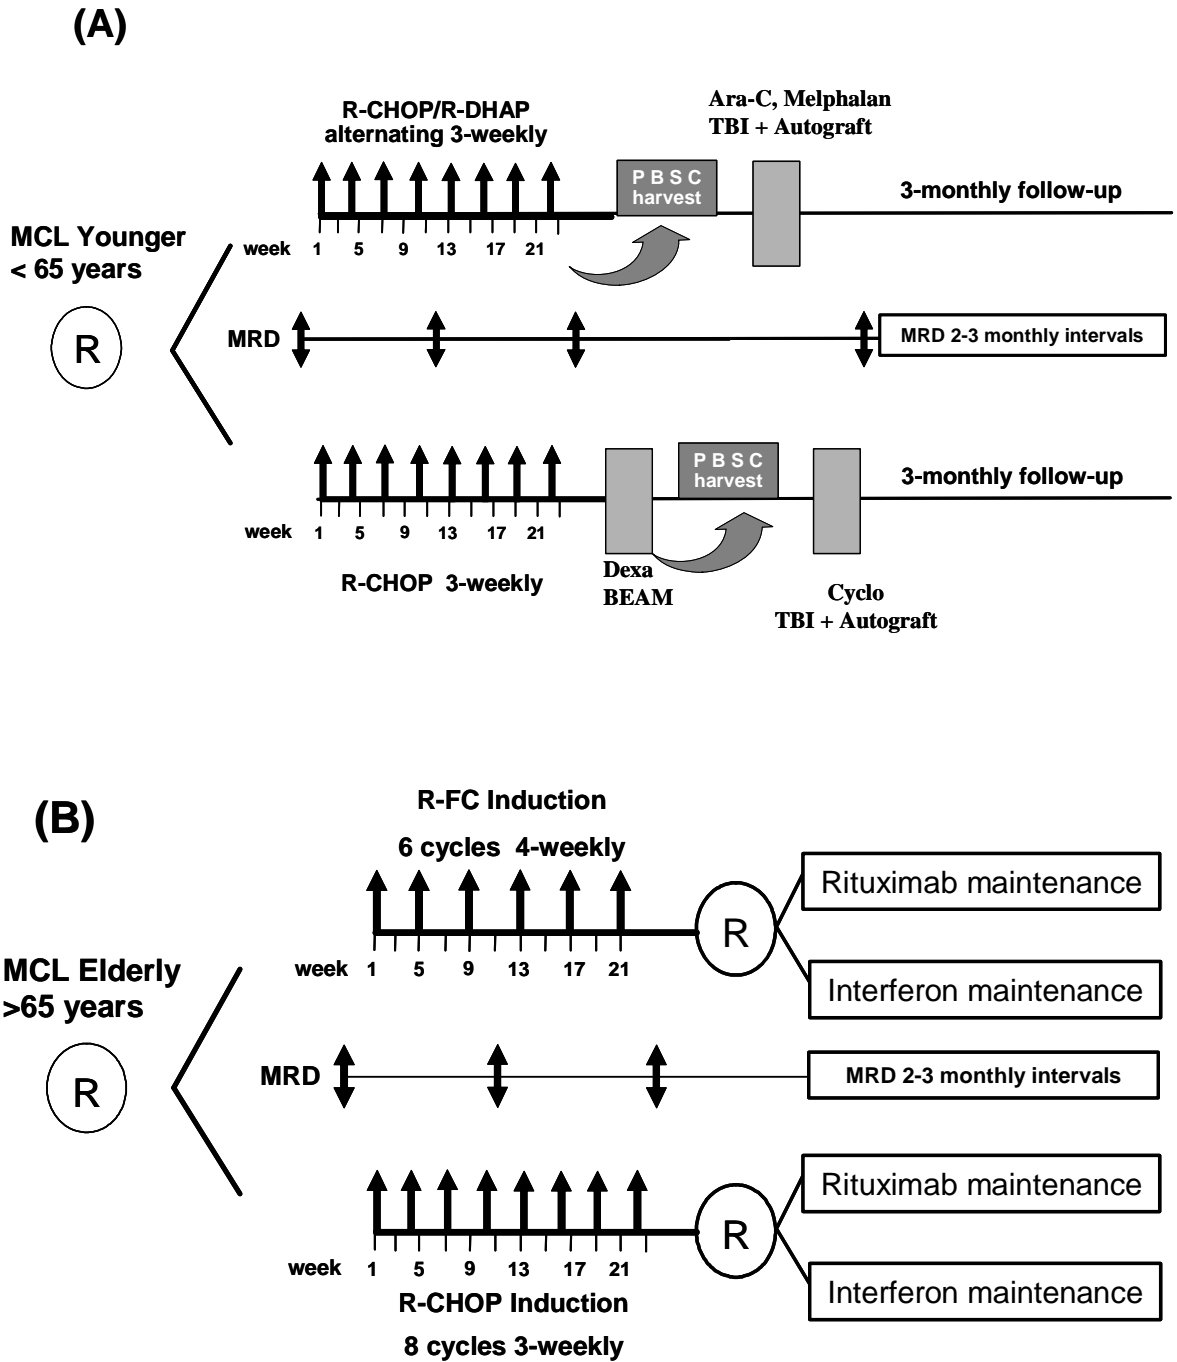 (A)
R-CHOP/R-DHAP
alternating 3-weekly
Ara-C, Melphalan
TBI + Autograft
P B S C
harvest
3-monthly follow-up
MCL Younger
< 65 years
week 1 5 9 13 17 21
R
MRD
MRD 2-3 monthly intervals
P B S C
harvest
3-monthly follow-up
week 1 5 9 13 17 21
R-CHOP 3-weekly
Dexa
BEAM
Cyclo
TBI + Autograft
(B)
R-FC Induction
6 cycles 4-weekly
Rituximab maintenance
R
MCL Elderly
>65 years
week 1 5 9 13 17 21
Interferon maintenance
R
MRD
MRD 2-3 monthly intervals
Rituximab maintenance
R
week 1 5 9 13 17 21
Interferon maintenance
R-CHOP Induction
8 cycles 3-weekly